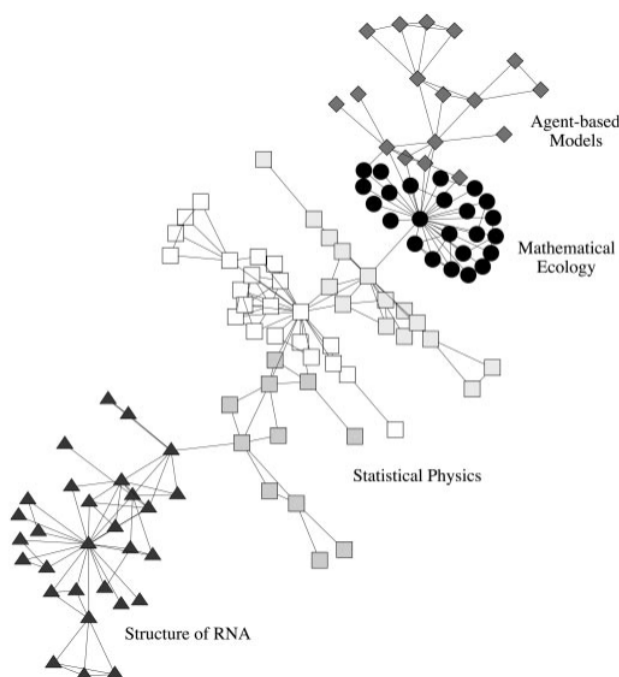 Agent-based
Models
Mathematical
Ecology
Statistical Physics
Structure of RNA